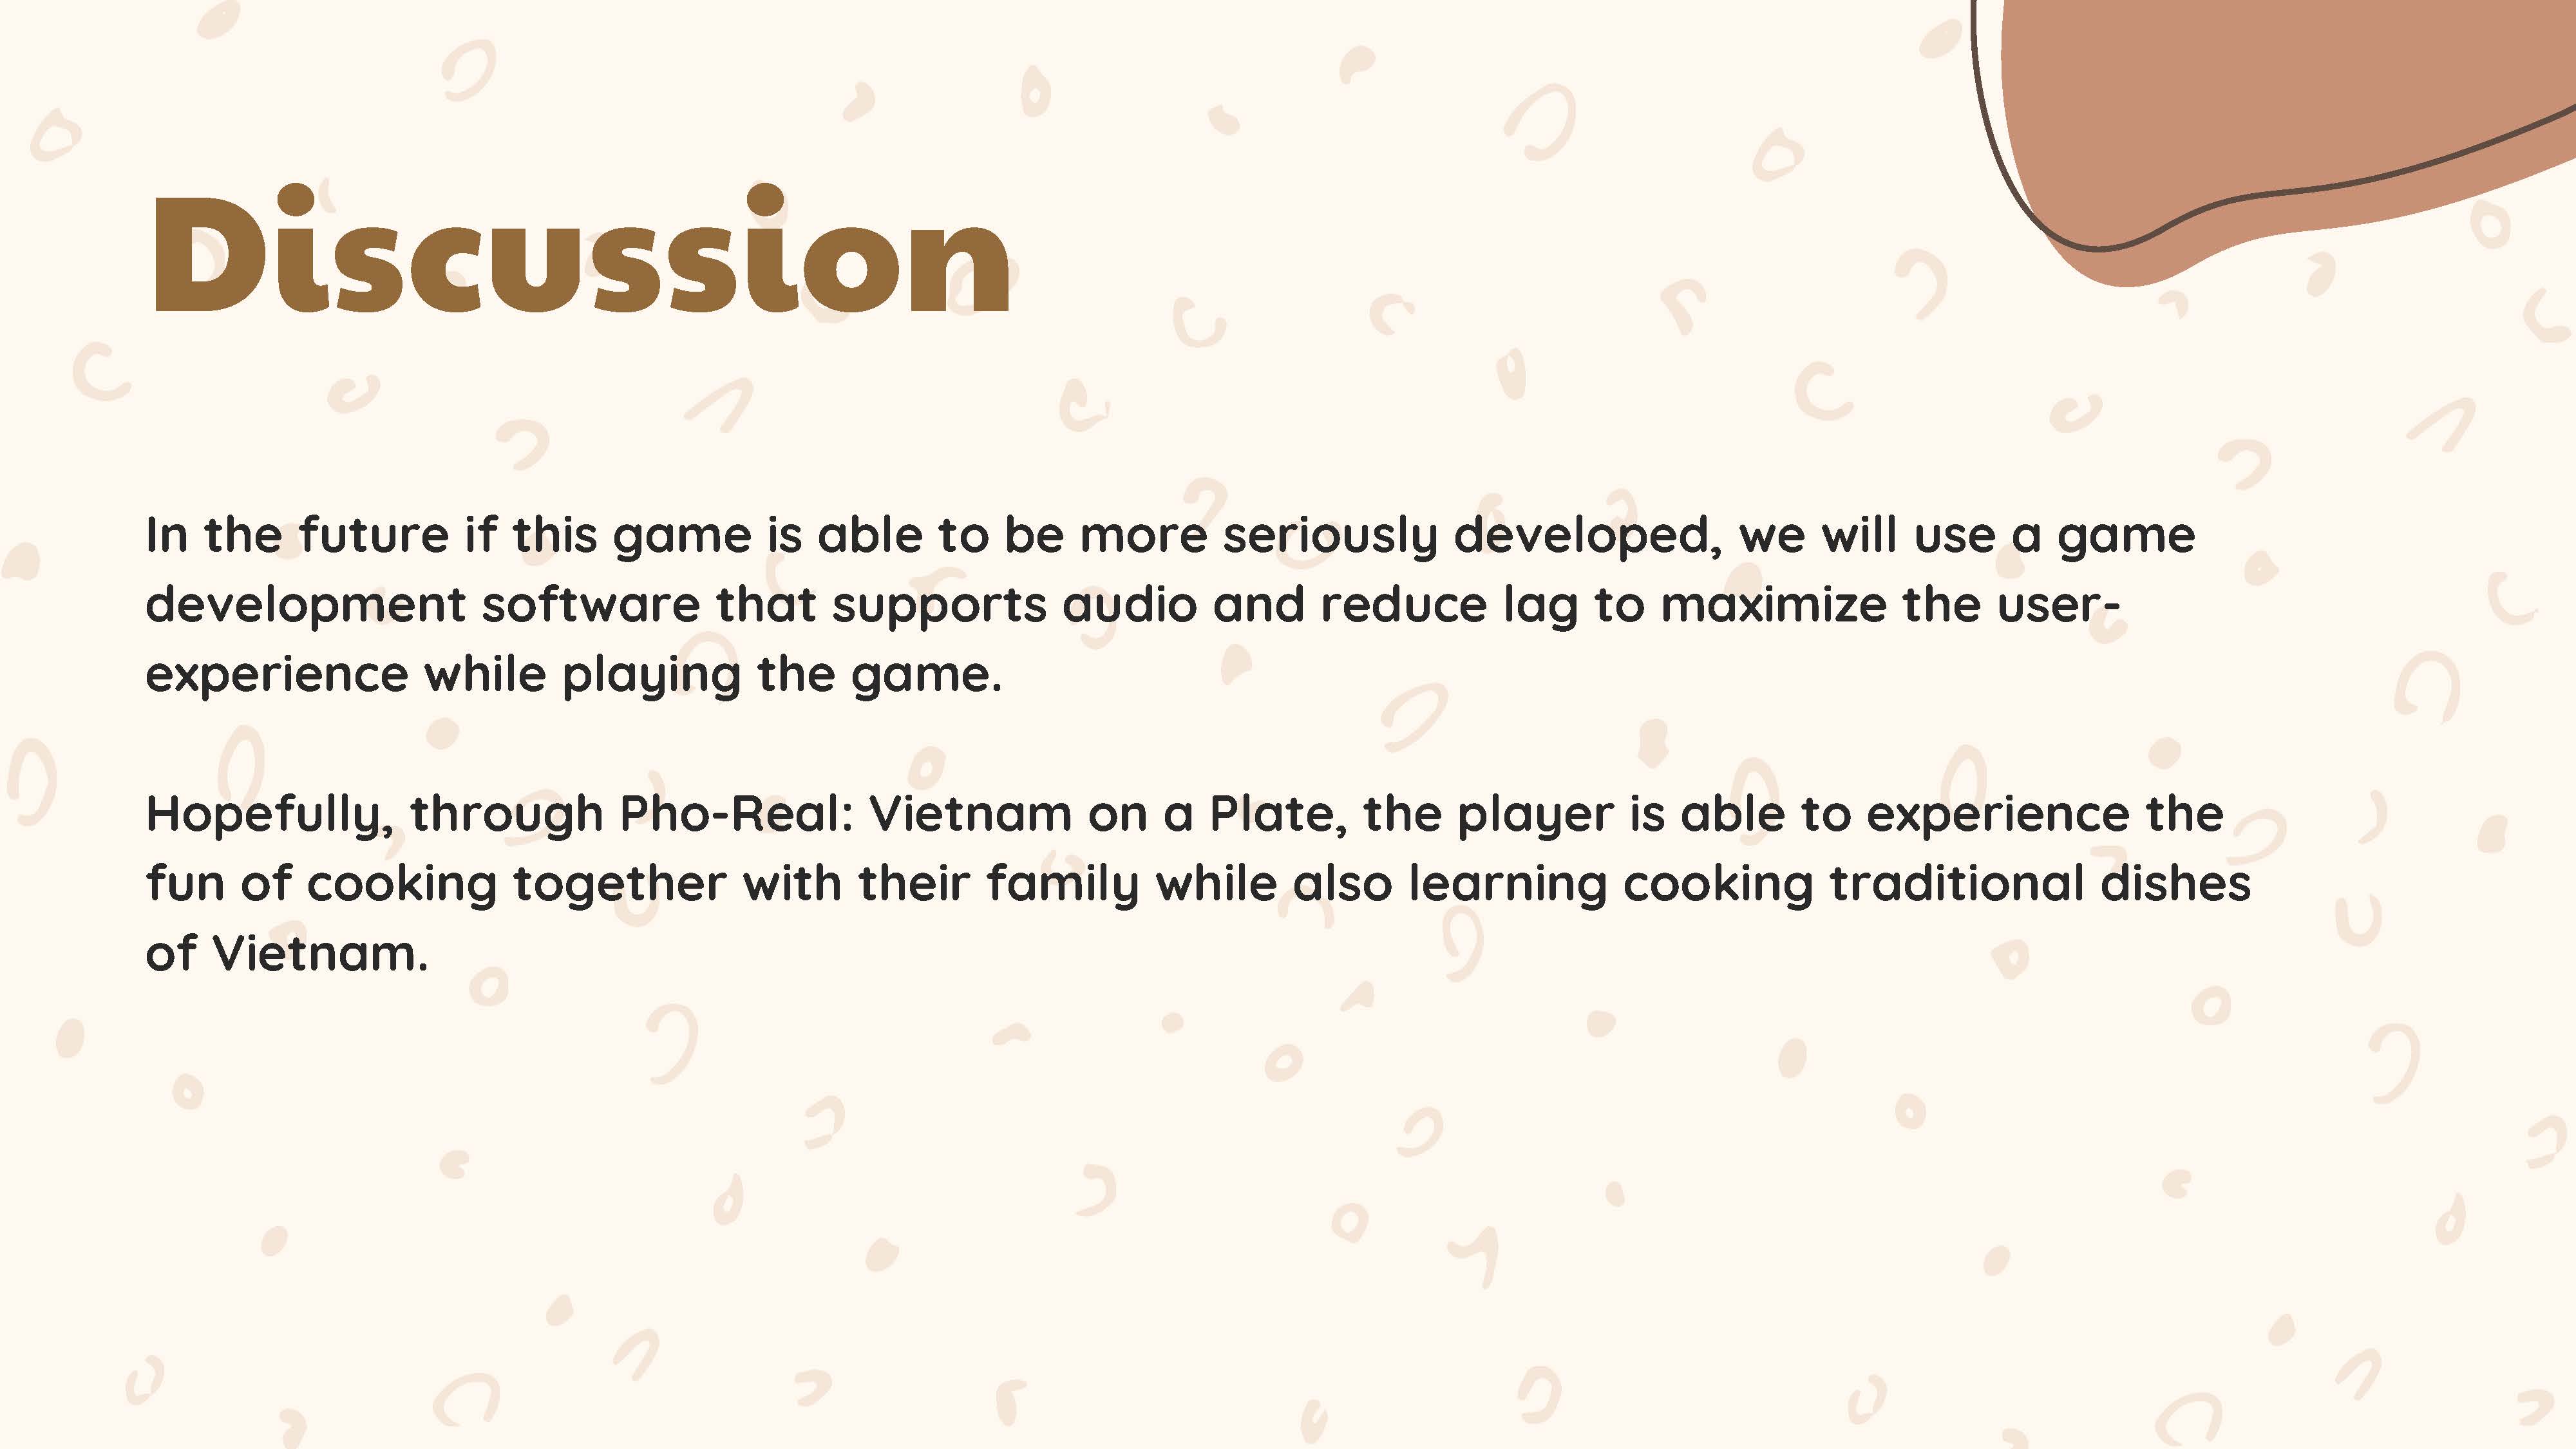 Discussion
In the future if this game is able to be more seriously developed, we will use a game
development software that supports audio and reduce lag to maximize the user-
experience while playing the game.
Hopefully, through Pho-Real: Vietnam on a Plate, the player is able to experience the
fun of cooking together with their family while also learning cooking traditional dishes
of Vietnam.